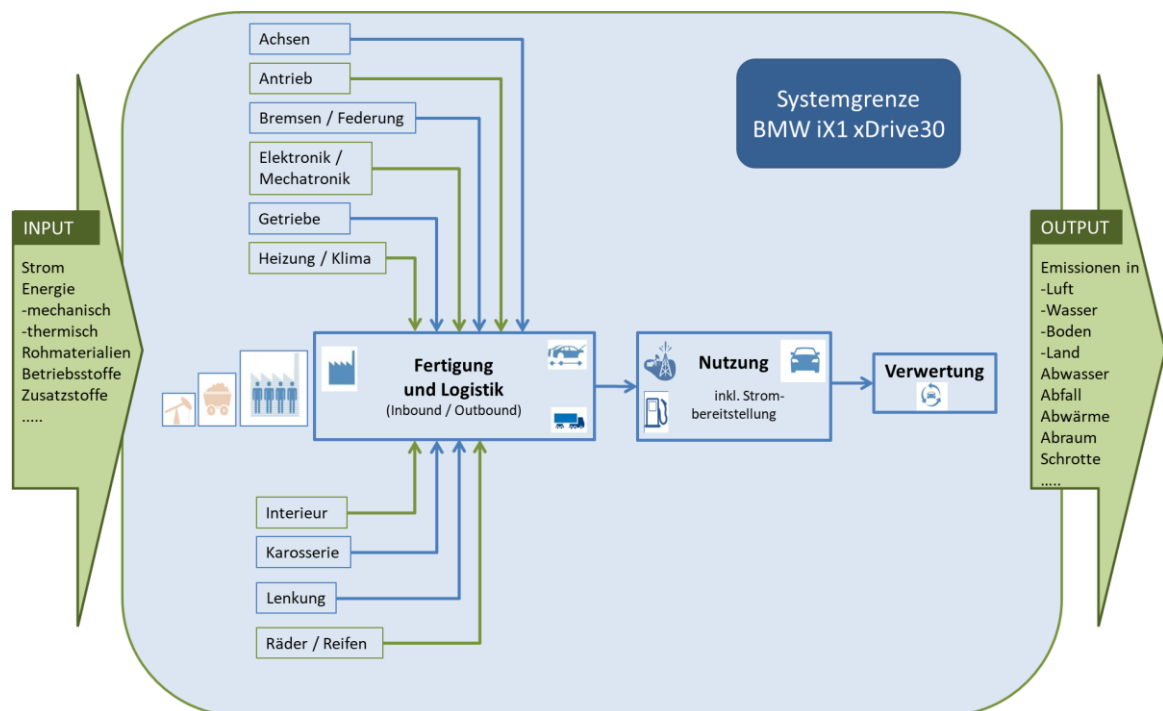 Achsen
Antrieb
Bremsen / Federung
Elektronik /
Mechatronik
Getriebe
Heizung / Klima
Systemgrenze
BMW iX1 xDrive30
INPUT
Strom
Energie
-mechanisch
-thermisch
Rohmaterialien
Betriebsstoffe
Zusatzstoffe
.....
Fertigung
und Logistik
(Inbound / Outbound)
Nutzung
inkl. Strom-
bereitstellung
Verwertung
Interieur
Karosserie
Lenkung
Räder / Reifen
OUTPUT
Emissionen in
-Luft
-Wasser
-Boden
-Land
Abwasser
Abfall
Abwärme
Abraum
Schrotte
.....